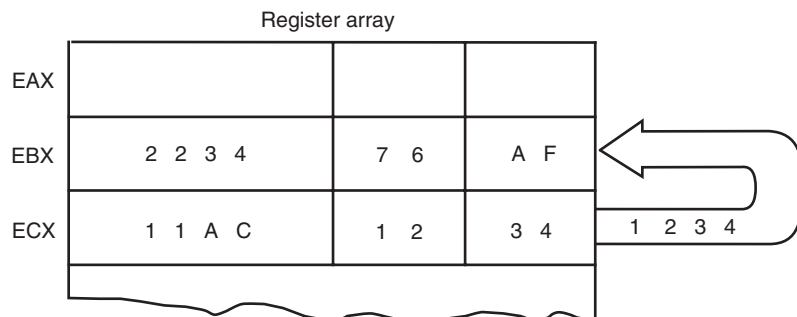 Register array
EAX
EBX 2 2 3 4 7 6 A F
ECX 1 1 A C 1 2 3 4 1 2 3 4